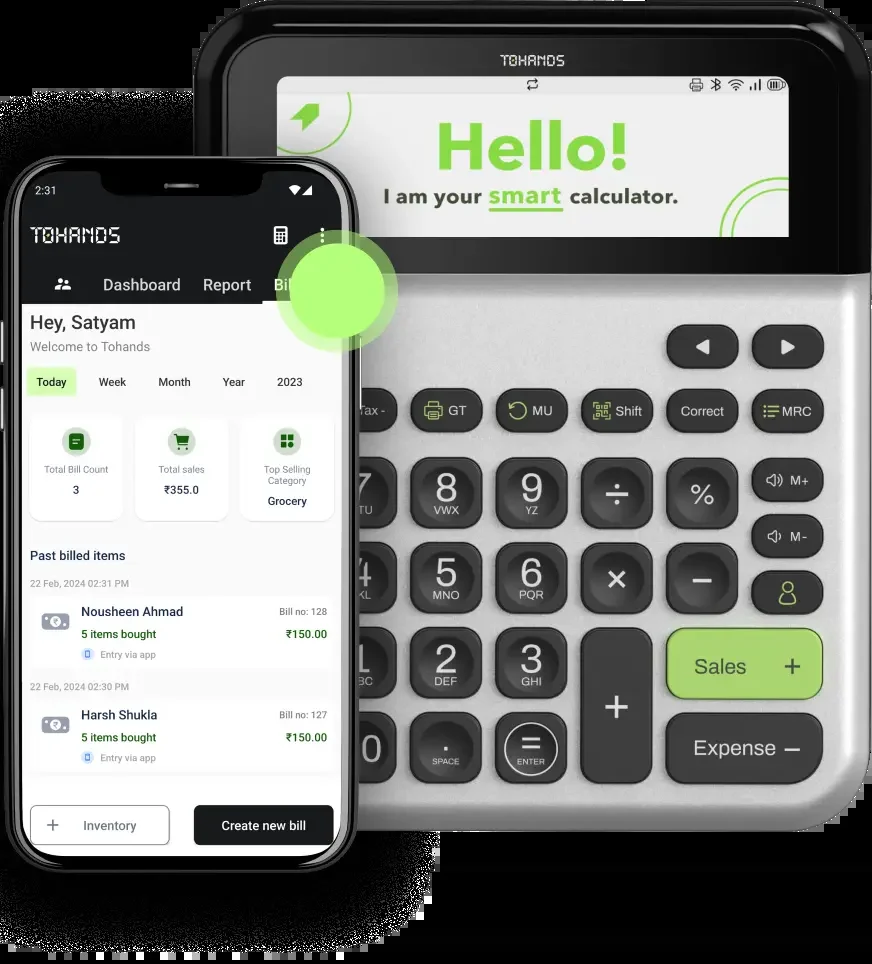 TOHANDS
Hello!
I am your smart calculator.
2:31
TOHANDS
Dashboard Report
Hey, Satyam
Welcome to Tohands
Today Week Month Year 2023
Total Bill Count
3
Total sales
₹355.0
Top Selling
Category
Grocery
Past billed items
22 Feb, 2024 02:31 PM
Nousheen Ahmad Bill no: 128
5 items bought ₹150.00
Entry via app
22 Feb, 2024 02:30 PM
Harsh Shukla Bill no: 127
5 items bought ₹150.00
Entry via app
+ Inventory
Create new bill
Tax - GT MU Shift Correct MRC
7 8 9 ÷ % M+
TU VWX YZ
M-
4 5 6 × −
KL MNO PQR
1 2 3 Sales +
BC DEF GHI
+
0 . = Expense −
SPACE ENTER